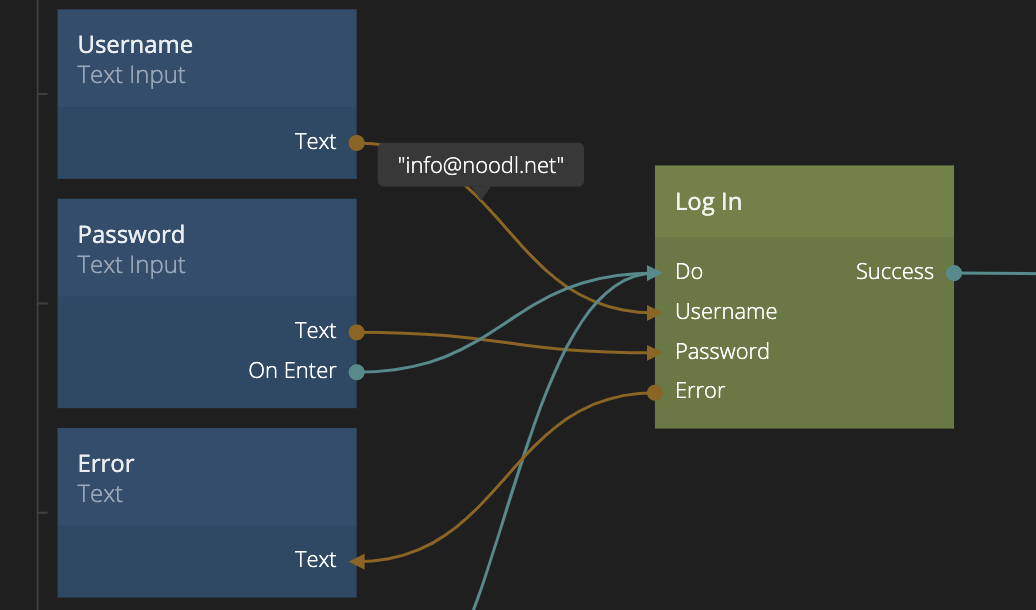 Username
Text Input
Text
"info@noodl.net"
Password
Text Input
Text
On Enter
Error
Text
Text
Log In
Do
Success
Username
Password
Error